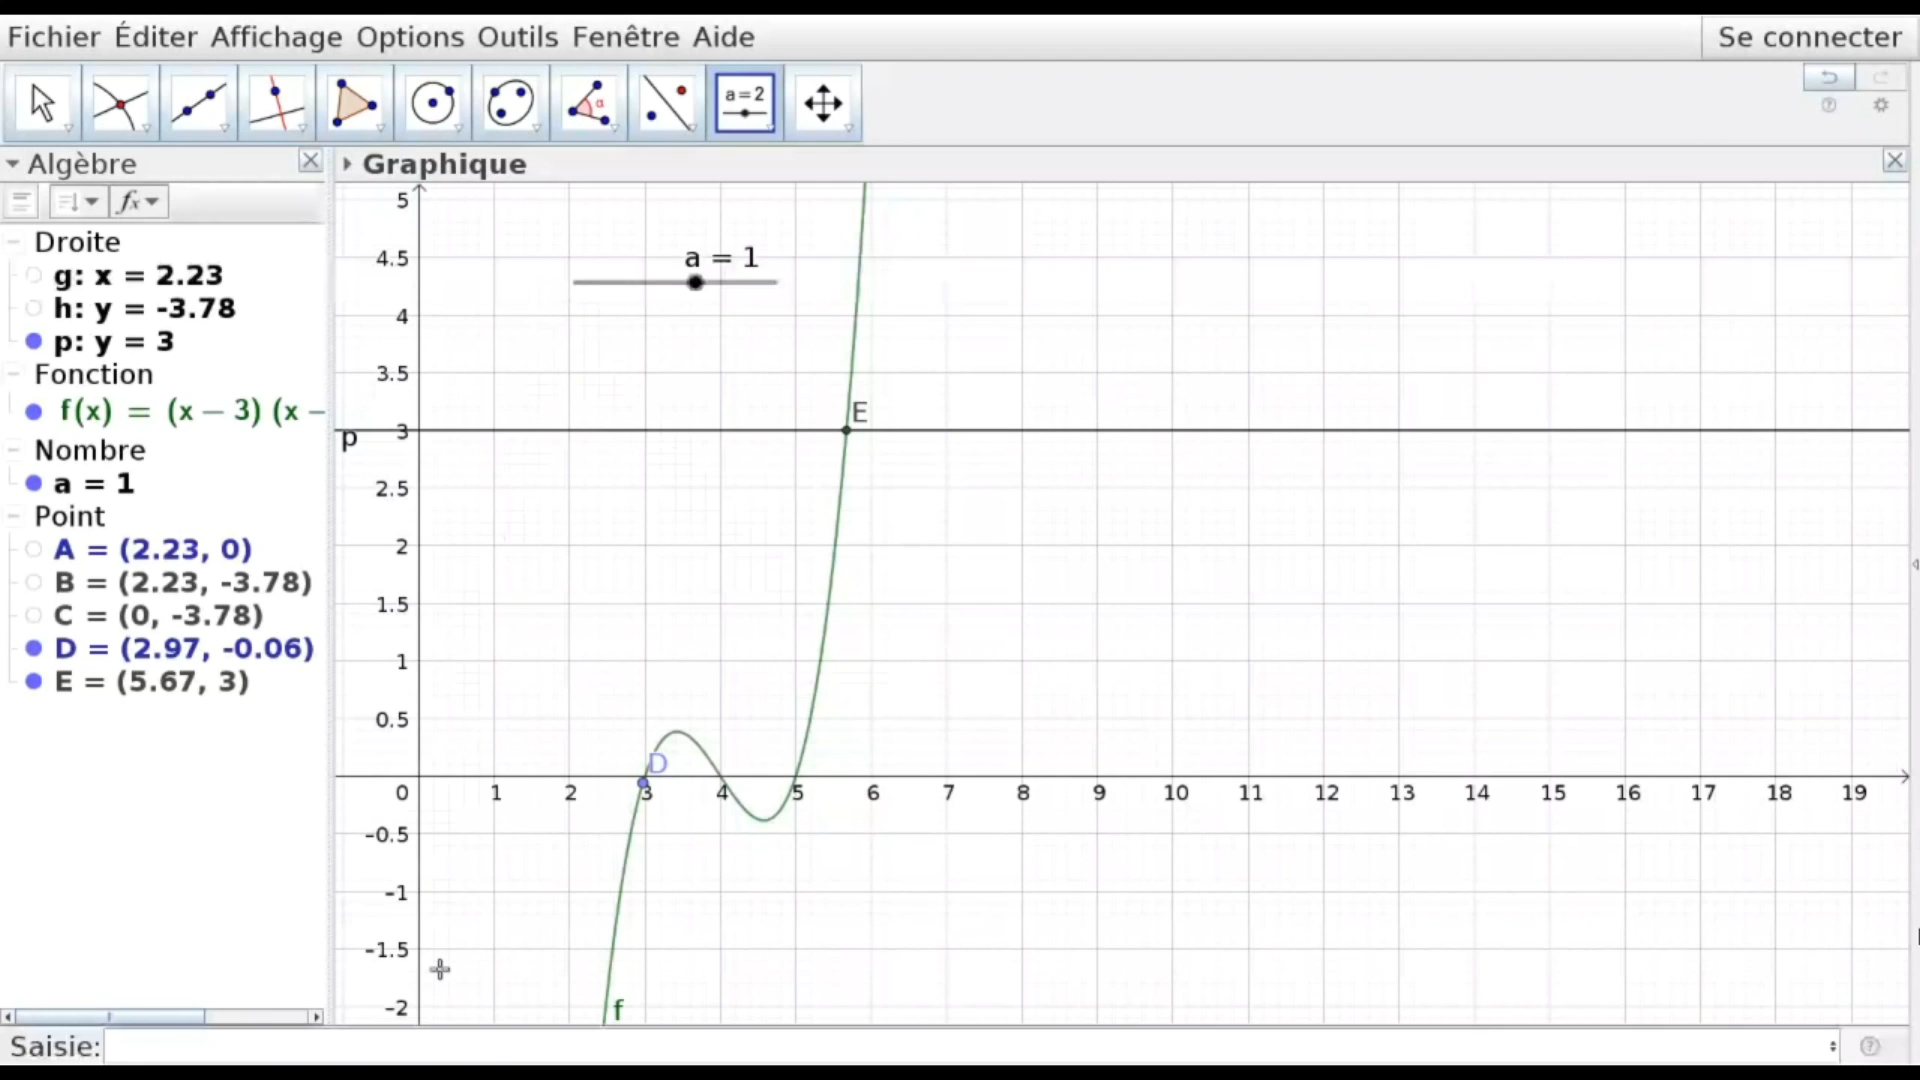 Fichier Éditer Affichage Options Outils Fenêtre Aide
Se connecter
α
a=2
Algèbre
Graphique
fx
Droite
g: x = 2.23
h: y = -3.78
p: y = 3
Fonction
f(x) = (x − 3) (x −
Nombre
a = 1
Point
A = (2.23, 0)
B = (2.23, -3.78)
C = (0, -3.78)
D = (2.97, -0.06)
E = (5.67, 3)
5
a = 1
4.5
4
3.5
E
p
3
2.5
2
1.5
1
0.5
D
0 1 2 3 4 5 6 7 8 9 10 11 12 13 14 15 16 17 18 19
−0.5
−1
−1.5
−2
f
Saisie: